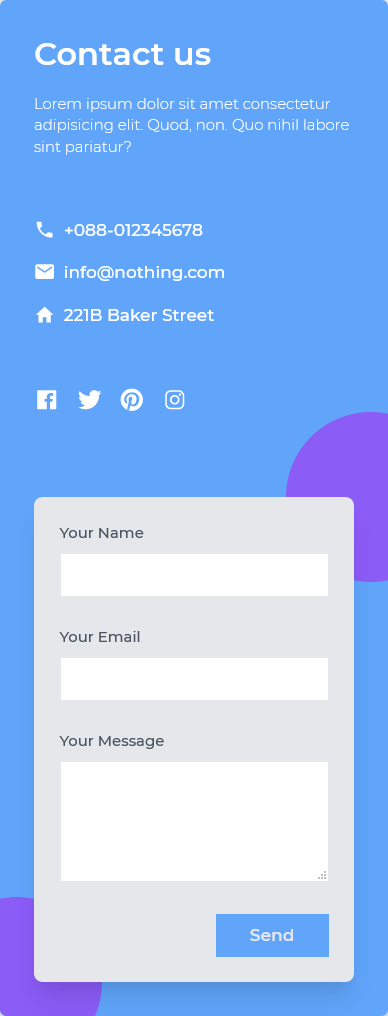 Contact us
Lorem ipsum dolor sit amet consectetur
adipisicing elit. Quod, non. Quo nihil labore
sint pariatur?
+088-012345678
info@nothing.com
221B Baker Street
Your Name
Your Email
Your Message
Send